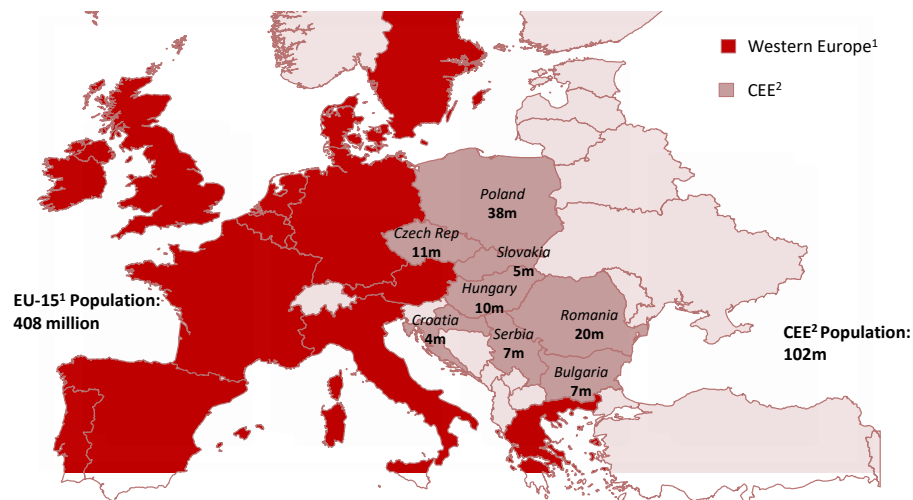 Western Europe¹
CEE²
Poland
38m
Czech Rep
11m
Slovakia
5m
Hungary
10m
EU-15¹ Population:
408 million
Croatia
4m
Serbia
7m
Romania
20m
CEE² Population:
102m
Bulgaria
7m